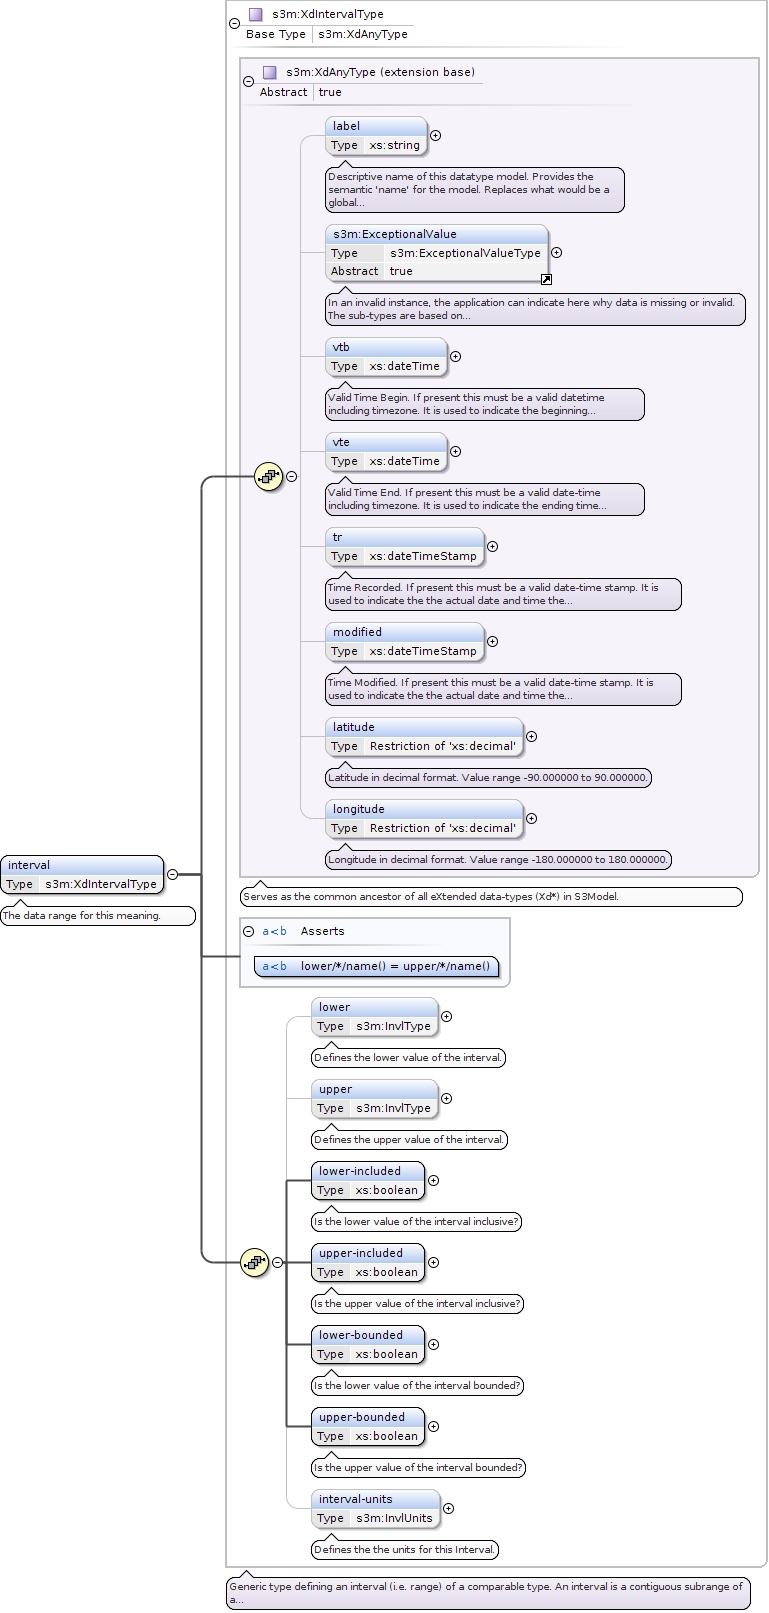 s3m:XdIntervalType
Base Type s3m:XdAnyType
s3m:XdAnyType (extension base)
Abstract true
label
Type xs:string
Descriptive name of this datatype model. Provides the
semantic 'name' for the model. Replaces what would be a
global...
s3m:ExceptionalValue
Type s3m:ExceptionalValueType
Abstract true
In an invalid instance, the application can indicate here why data is missing or invalid.
The sub-types are based on...
vtb
Type xs:dateTime
Valid Time Begin. If present this must be a valid datetime
including timezone. It is used to indicate the beginning...
vte
Type xs:dateTime
Valid Time End. If present this must be a valid date-time
including timezone. It is used to indicate the ending time...
tr
Type xs:dateTimeStamp
Time Recorded. If present this must be a valid date-time stamp. It is
used to indicate the the actual date and time the...
modified
Type xs:dateTimeStamp
Time Modified. If present this must be a valid date-time stamp. It is
used to indicate the the actual date and time the...
latitude
Type Restriction of 'xs:decimal'
Latitude in decimal format. Value range -90.000000 to 90.000000.
longitude
Type Restriction of 'xs:decimal'
Longitude in decimal format. Value range -180.000000 to 180.000000.
interval
Type s3m:XdIntervalType
The data range for this meaning.
Serves as the common ancestor of all eXtended data-types (Xd*) in S3Model.
a<b Asserts
a<b lower/*/name() = upper/*/name()
lower
Type s3m:InvlType
Defines the lower value of the interval.
upper
Type s3m:InvlType
Defines the upper value of the interval.
lower-included
Type xs:boolean
Is the lower value of the interval inclusive?
upper-included
Type xs:boolean
Is the upper value of the interval inclusive?
lower-bounded
Type xs:boolean
Is the lower value of the interval bounded?
upper-bounded
Type xs:boolean
Is the upper value of the interval bounded?
interval-units
Type s3m:InvlUnits
Defines the the units for this Interval.
Generic type defining an interval (i.e. range) of a comparable type. An interval is a contiguous subrange of
a...